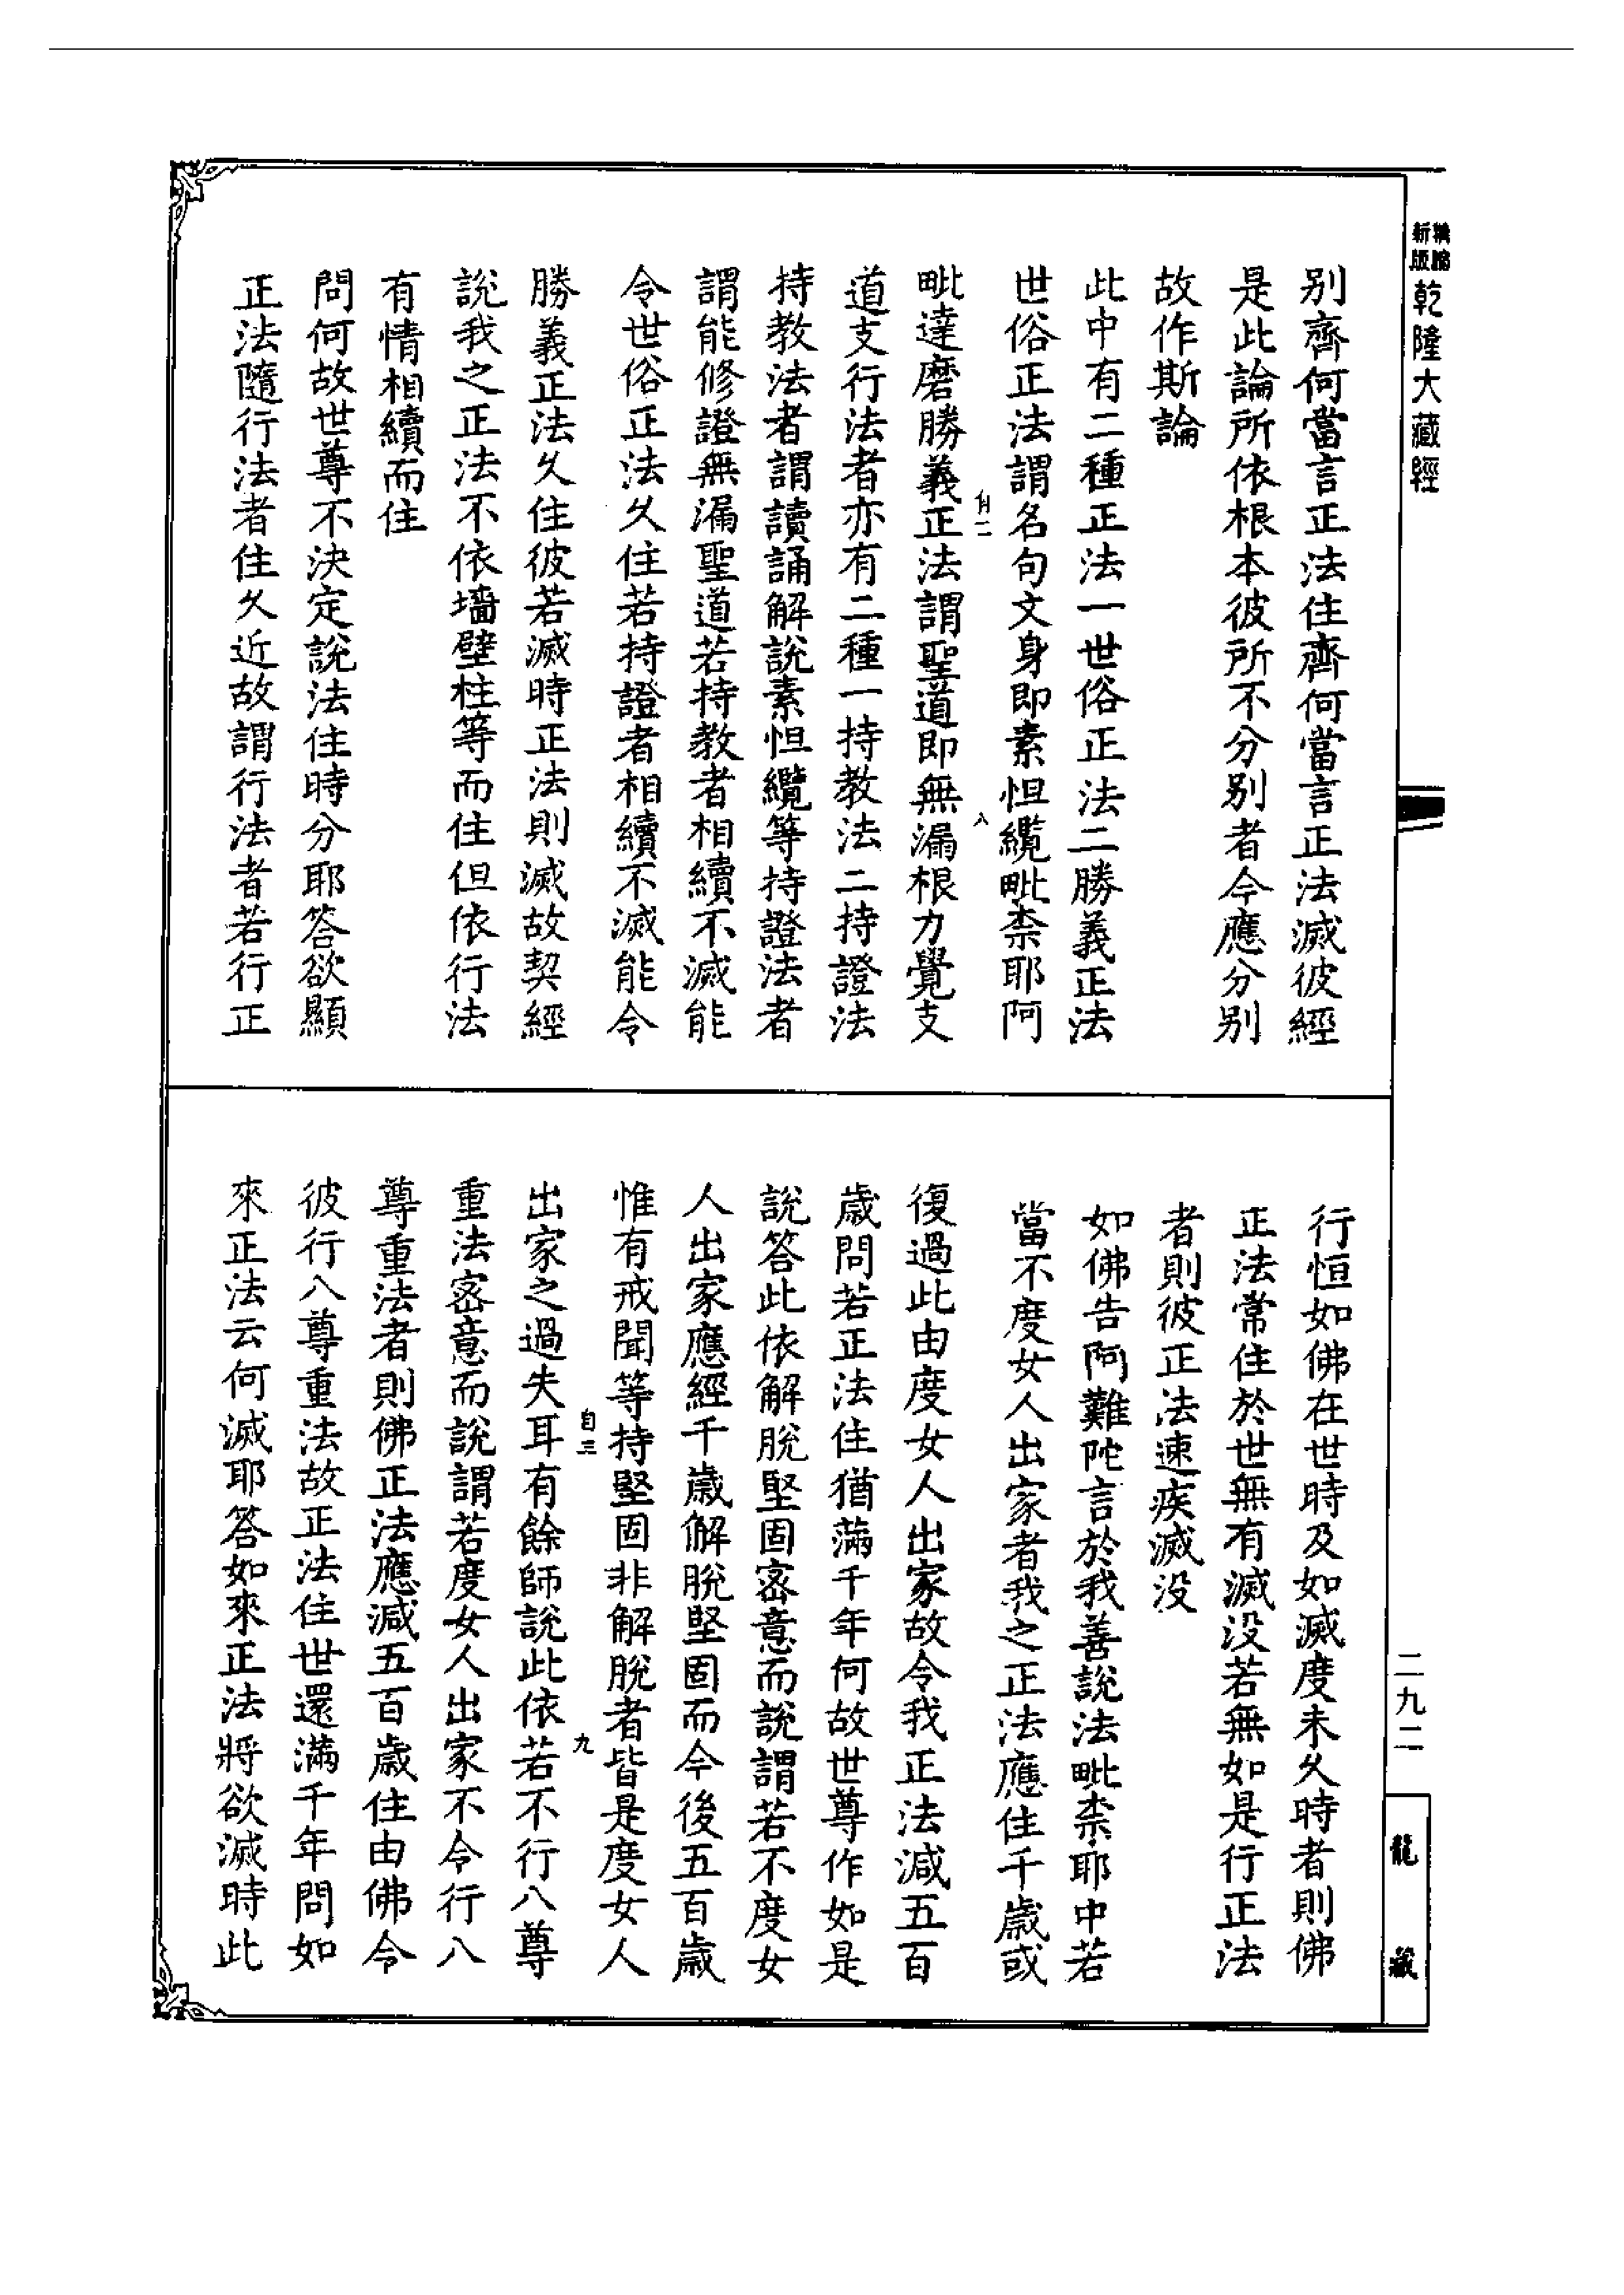 新版
精縮
乾隆大藏經
別齊何當言正法住齊何當言正法滅彼經
是此論所依根本彼所不分別者今應分別
故作斯論
此中有二種正法一世俗正法二勝義正法
世俗正法謂名句文身即素怛纜毗柰耶阿
毗達磨勝義正法謂聖道即無漏根力覺支
道支行法者亦有二種一持教法二持證法
持教法者謂讀誦解說素怛纜等持證法者
謂能修證無漏聖道若持教者相續不滅能
令世俗正法久住若持證者相續不滅能令
勝義正法久住彼若滅時正法則滅故契經
說我之正法不依墻壁柱等而住但依行法
有情相續而住
問何故世尊不決定說法住時分耶答欲顯
正法隨行法者住久近故謂行法者若行正
二九二
龍藏
行恒如佛在世時及如滅度未久時者則佛
正法常住於世無有滅沒若無如是行正法
者則彼正法速疾滅沒
如佛告阿難陀言於我善說法毗柰耶中若
當不度女人出家者我之正法應住千歲或
復過此由度女人出家故令我正法減五百
歲問若正法住猶滿千年何故世尊作如是
說答此依解脫堅固密意而說謂若不度女
人出家應經千歲解脫堅固而今後五百歲
惟有戒聞等持堅固非解脫者皆是度女人
自三
九
出家之過失耳有餘師說此依若不行八尊
重法密意而說謂若度女人出家不令行八
尊重法者則佛正法應減五百歲住由佛令
彼行八尊重法故正法住世還滿千年問如
來正法云何滅耶答如來正法將欲滅時此